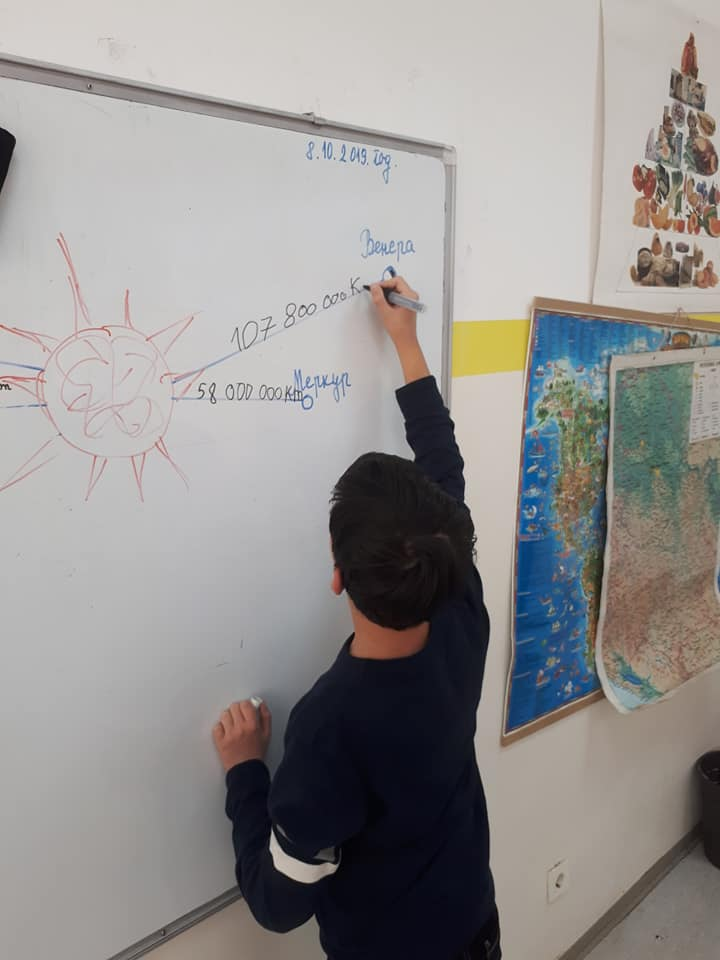 8.10.2019. год.
Венера
107 800 000 К
58 000 000 Km
Меркур